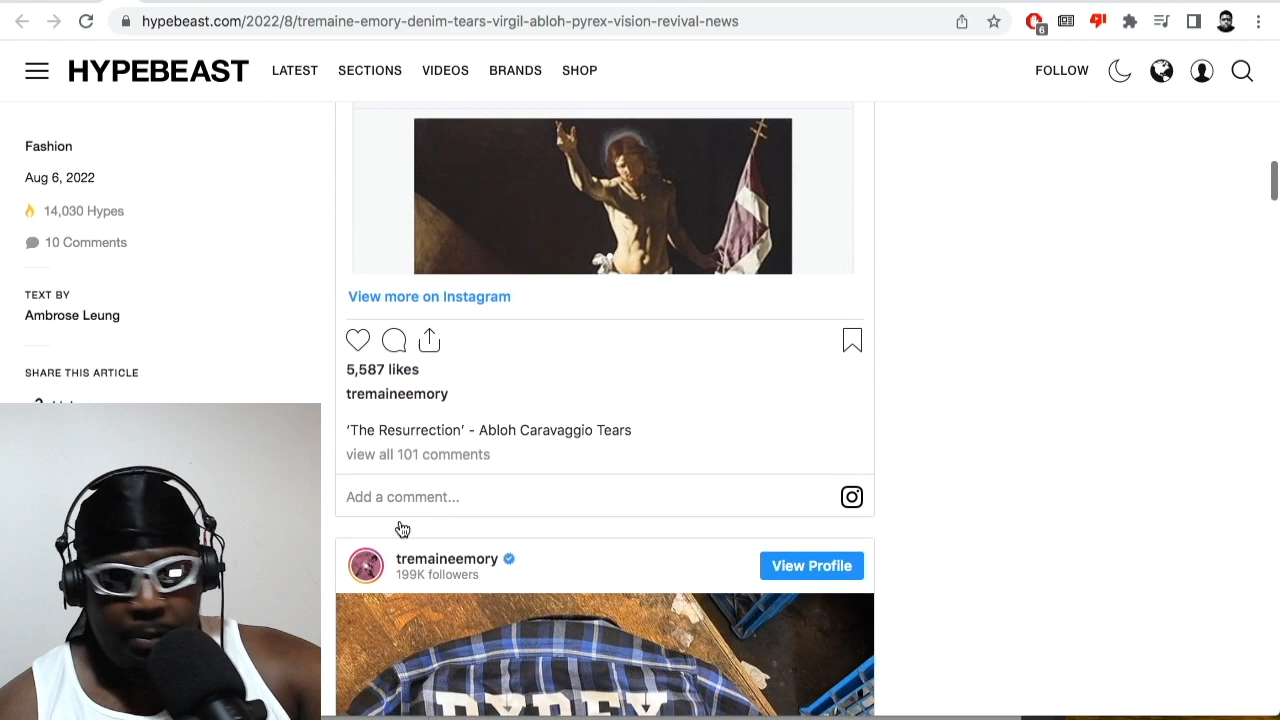 hypebeast.com/2022/8/tremaine-emory-denim-tears-virgil-abloh-pyrex-vision-revival-news
6
HYPEBEAST LATEST SECTIONS VIDEOS BRANDS SHOP FOLLOW
Fashion
Aug 6, 2022
14,030 Hypes
10 Comments
TEXT BY
Ambrose Leung
SHARE THIS ARTICLE
View more on Instagram
5,587 likes
tremaineemory
‘The Resurrection’ - Abloh Caravaggio Tears
view all 101 comments
Add a comment...
tremaineemory
199K followers
View Profile
PYREX